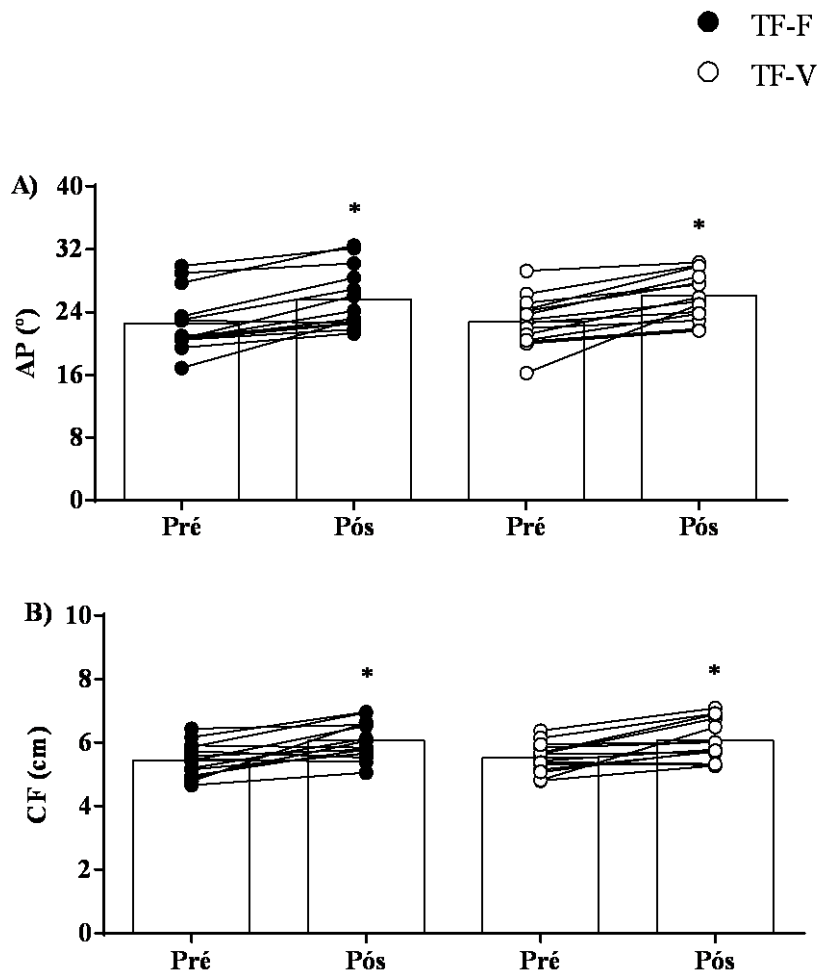 TF-F
TF-V
A)
40
*
*
32
24
AP (º)
16
8
0
Pré
Pós
Pré
Pós
B)
10
8
*
*
6
CF (cm)
4
2
0
Pré
Pós
Pré
Pós